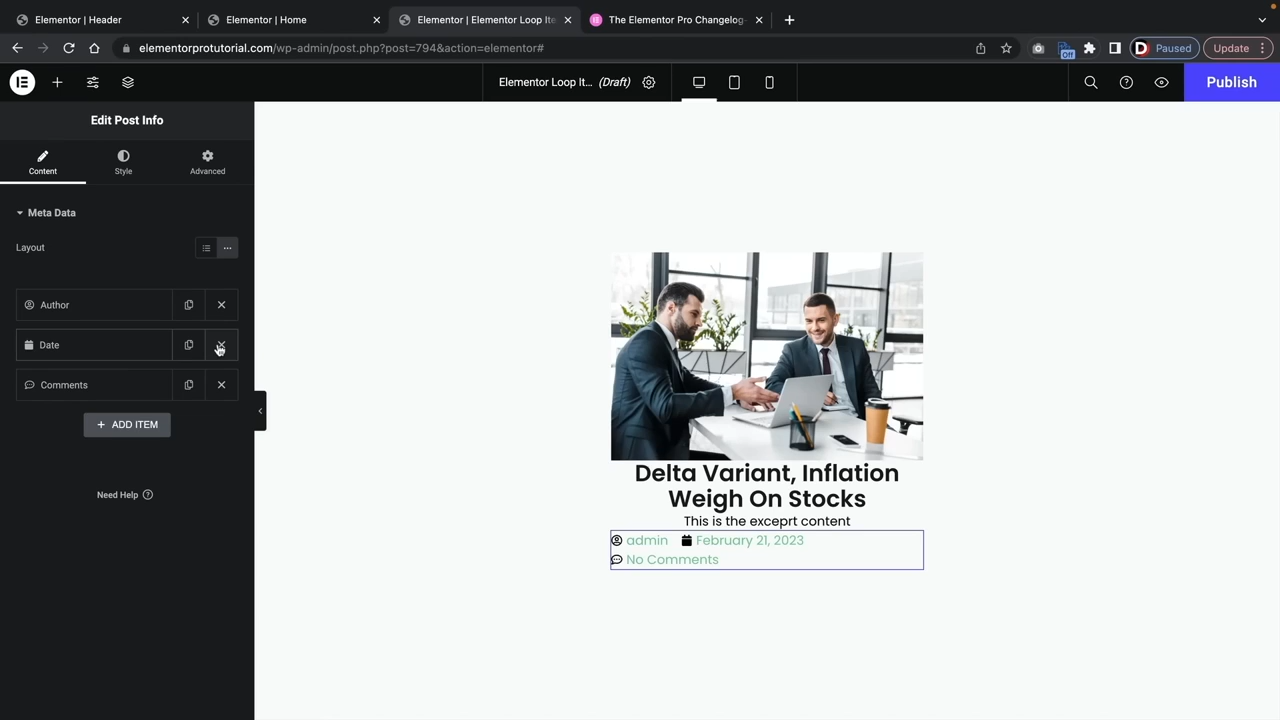 Elementor | Header
Elementor | Home
Elementor | Elementor Loop Ite
The Elementor Pro Changelog
elementorprotutorial.com/wp-admin/post.php?post=794&action=elementor#
Off
D Paused
Update
Elementor Loop It... (Draft)
Publish
Edit Post Info
Content
Style
Advanced
Meta Data
Layout
Author
Date
Comments
+ ADD ITEM
Need Help ?
Delta Variant, Inflation
Weigh On Stocks
This is the exceprt content
admin February 21, 2023
No Comments